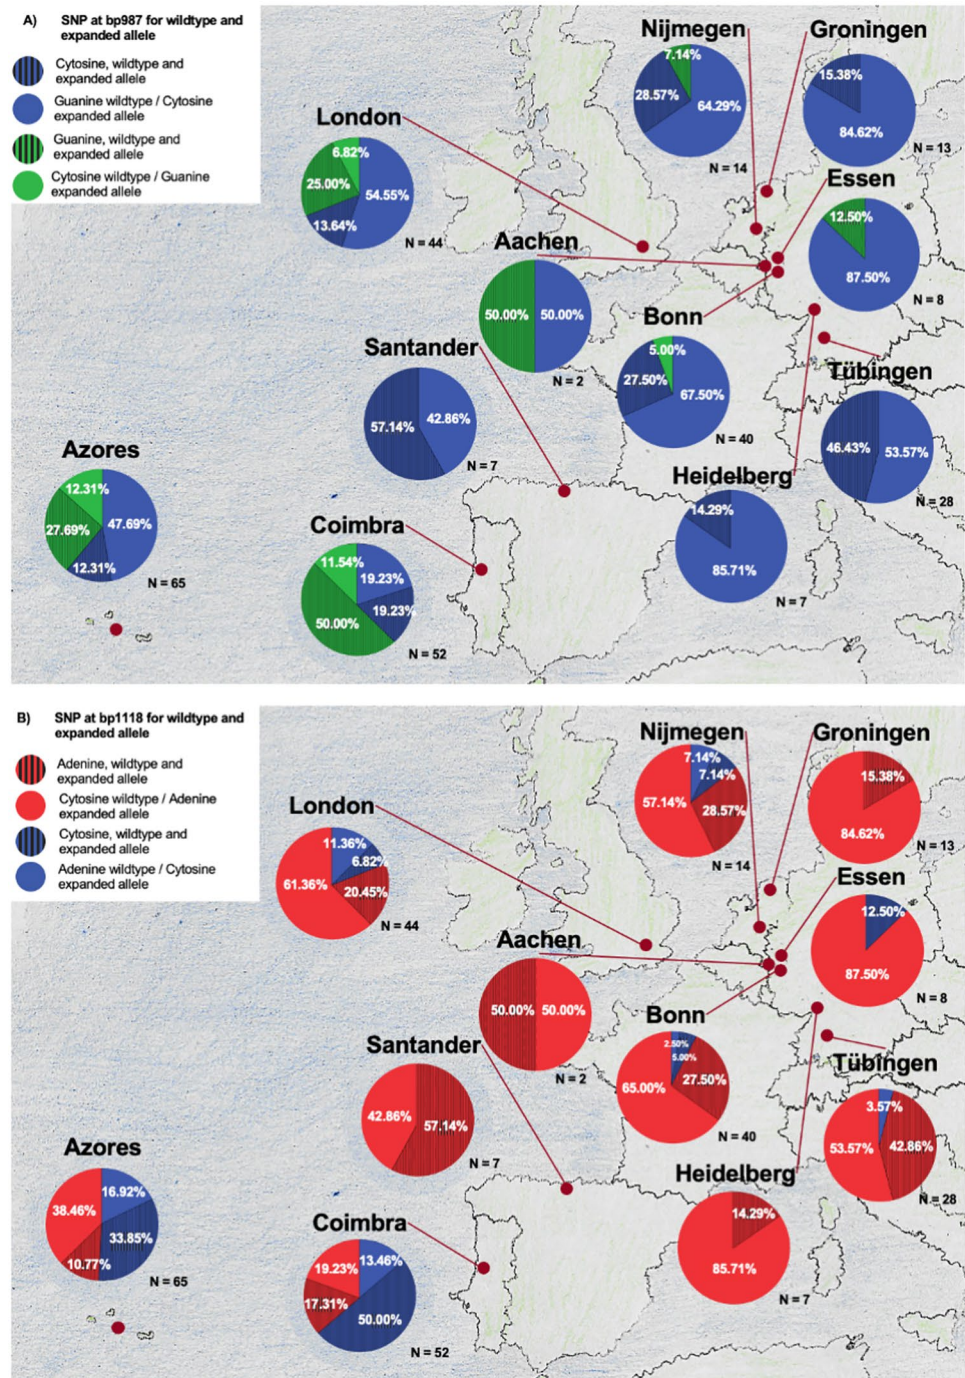 A) SNP at bp987 for wildtype and
expanded allele
Cytosine, wildtype and
expanded allele
Guanine wildtype / Cytosine
expanded allele
Guanine, wildtype and
expanded allele
Cytosine wildtype / Guanine
expanded allele
Nijmegen
7.14%
28.57%
64.29%
N = 14
Groningen
15.38%
84.62%
N = 13
London
6.82%
25.00%
54.55%
13.64%
N = 44
Essen
12.50%
87.50%
N = 8
Aachen
50.00% 50.00%
N = 2
Bonn
5.00%
27.50%
67.50%
N = 40
Santander
57.14% 42.86%
N = 7
Tübingen
46.43% 53.57%
N = 28
Heidelberg
14.29%
85.71%
N = 7
Azores
12.31%
27.69% 47.69%
12.31%
N = 65
Coimbra
11.54%
19.23%
19.23%
50.00%
N = 52
B) SNP at bp1118 for wildtype and
expanded allele
Adenine, wildtype and
expanded allele
Cytosine wildtype / Adenine
expanded allele
Cytosine, wildtype and
expanded allele
Adenine wildtype / Cytosine
expanded allele
Nijmegen
7.14%
7.14%
57.14% 28.57%
N = 14
Groningen
15.38%
84.62%
N = 13
London
11.36%
6.82%
61.36%
20.45%
N = 44
Essen
12.50%
87.50%
N = 8
Aachen
50.00% 50.00%
N = 2
Bonn
2.50%
5.00%
65.00% 27.50%
N = 40
Santander
42.86% 57.14%
N = 7
Tübingen
3.57%
53.57% 42.86%
N = 28
Heidelberg
14.29%
85.71%
N = 7
Azores
16.92%
38.46%
33.85%
10.77%
N = 65
Coimbra
13.46%
19.23%
17.31%
50.00%
N = 52